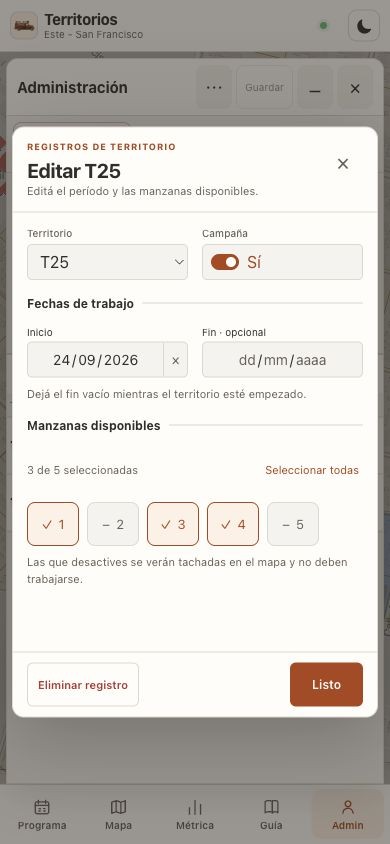 Territorios
Este - San Francisco
Administración
Guardar
REGISTROS DE TERRITORIO
Editar T25
Editá el período y las manzanas disponibles.
Territorio
Campaña
T25
Sí
Fechas de trabajo
Inicio
Fin · opcional
24/09/2026
dd/mm/aaaa
Dejá el fin vacío mientras el territorio esté empezado.
Manzanas disponibles
3 de 5 seleccionadas
Seleccionar todas
✓ 1
– 2
✓ 3
✓ 4
– 5
Las que desactives se verán tachadas en el mapa y no deben
trabajarse.
Eliminar registro
Listo
Programa
Mapa
Métrica
Guía
Admin